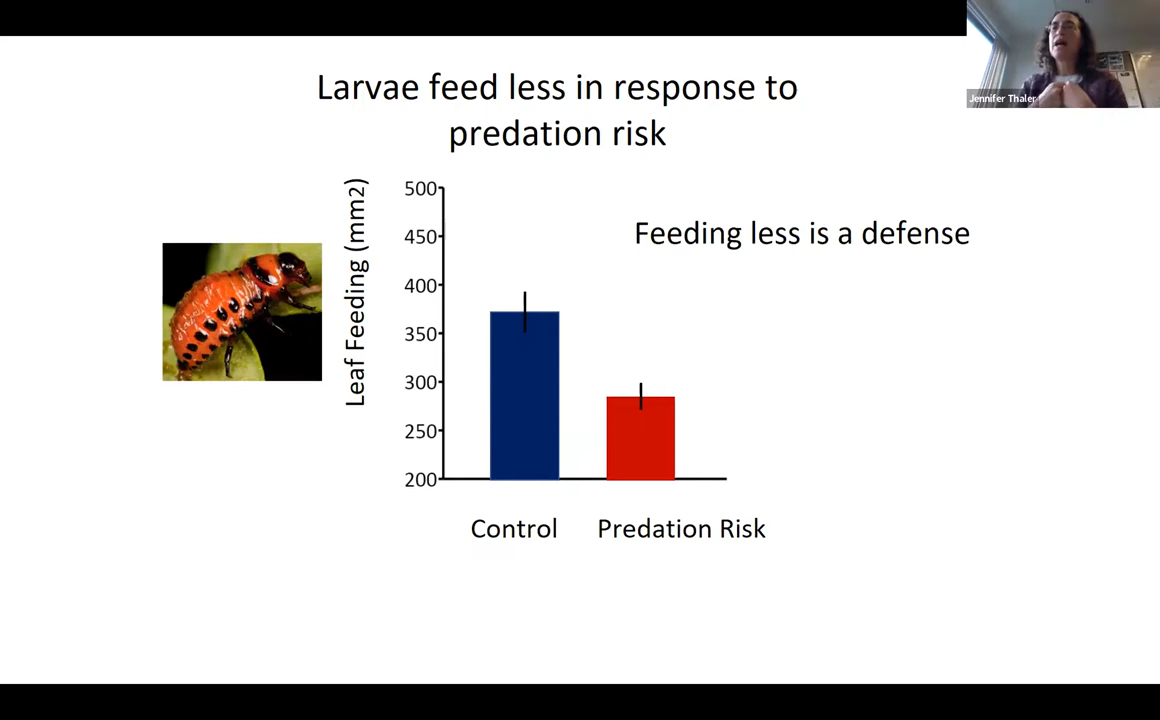 Jennifer Thaler
Larvae feed less in response to
predation risk
Leaf Feeding (mm2)
500
450
400
350
300
250
200
Feeding less is a defense
Control
Predation Risk